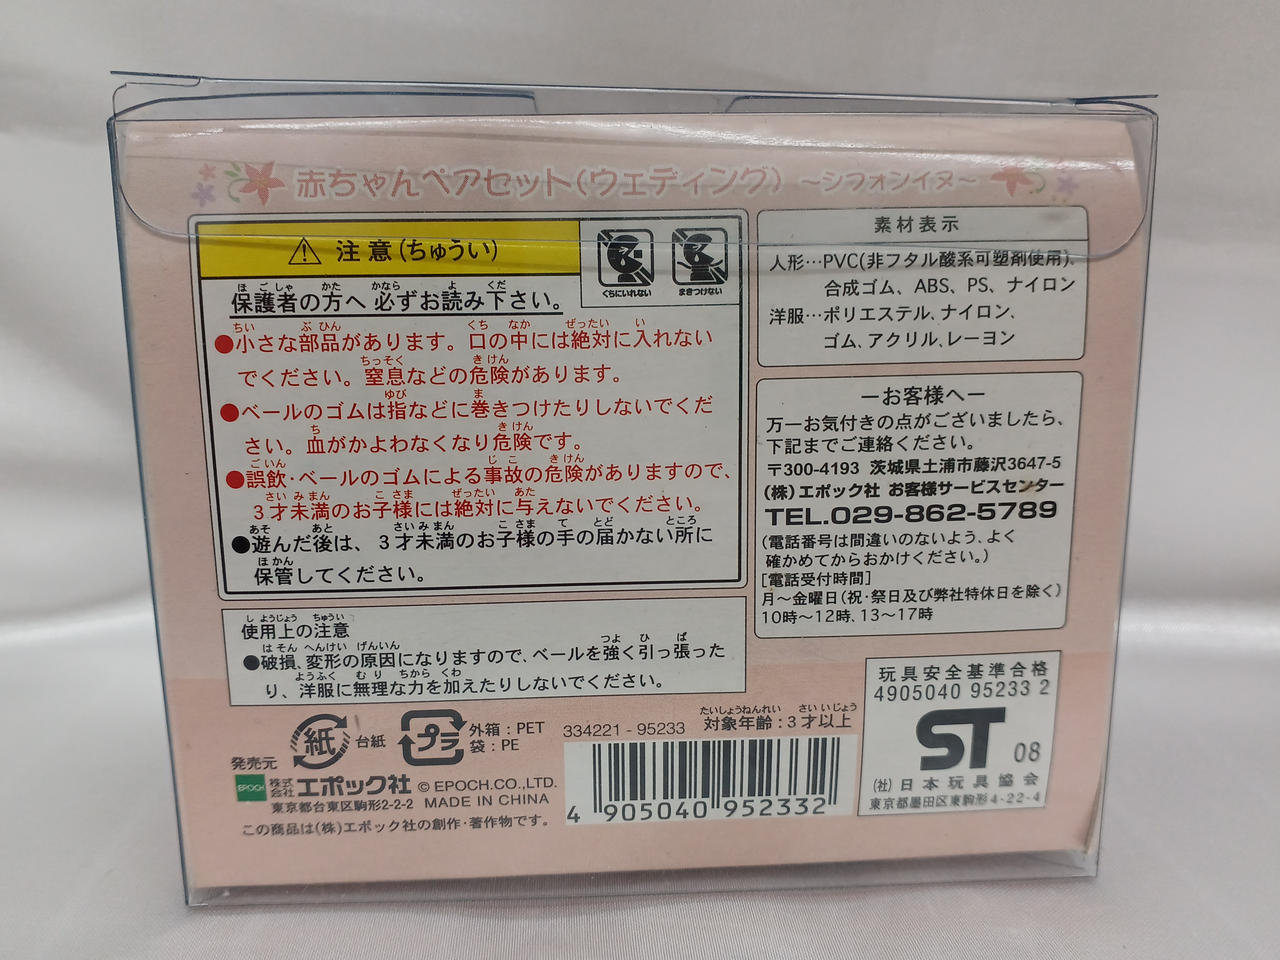 赤ちゃんペアセット(ウェディング) ～シフォンイヌ～
注意(ちゅうい)
くちにいれない
まきつけない
保護者の方へ 必ずお読み下さい。
●小さな部品があります。口の中には絶対に入れない
でください。窒息などの危険があります。
●ベールのゴムは指などに巻きつけたりしないでくだ
さい。血がかよわなくなり危険です。
●誤飲・ベールのゴムによる事故の危険がありますので、
3才未満のお子様には絶対に与えないでください。
●遊んだ後は、3才未満のお子様の手の届かない所に
保管してください。
使用上の注意
●破損、変形の原因になりますので、ベールを強く引っ張った
り、洋服に無理な力を加えたりしないでください。
素材表示
人形…PVC(非フタル酸系可塑剤使用)、
合成ゴム、ABS、PS、ナイロン
洋服…ポリエステル、ナイロン、
ゴム、アクリル、レーヨン
―お客様へ―
万一お気付きの点がございましたら、
下記までご連絡ください。
〒300-4193 茨城県土浦市藤沢3647-5
(株)エポック社 お客様サービスセンター
TEL.029-862-5789
(電話番号は間違いのないよう、よく
確かめてからおかけください。)
[電話受付時間]
月～金曜日(祝・祭日及び弊社特休日を除く)
10時～12時、13～17時
紙 台紙
プラ 外箱:PET
袋:PE
334221-95233
対象年齢:3才以上
発売元
EPOCH 株式会社エポック社 © EPOCH.CO.,LTD.
東京都台東区駒形2-2-2 MADE IN CHINA
この商品は(株)エポック社の創作・著作物です。
4 905040 952332
玩具安全基準合格
4905040 95233 2
ST 08
(社)日本玩具協会
東京都墨田区東駒形4-22-4